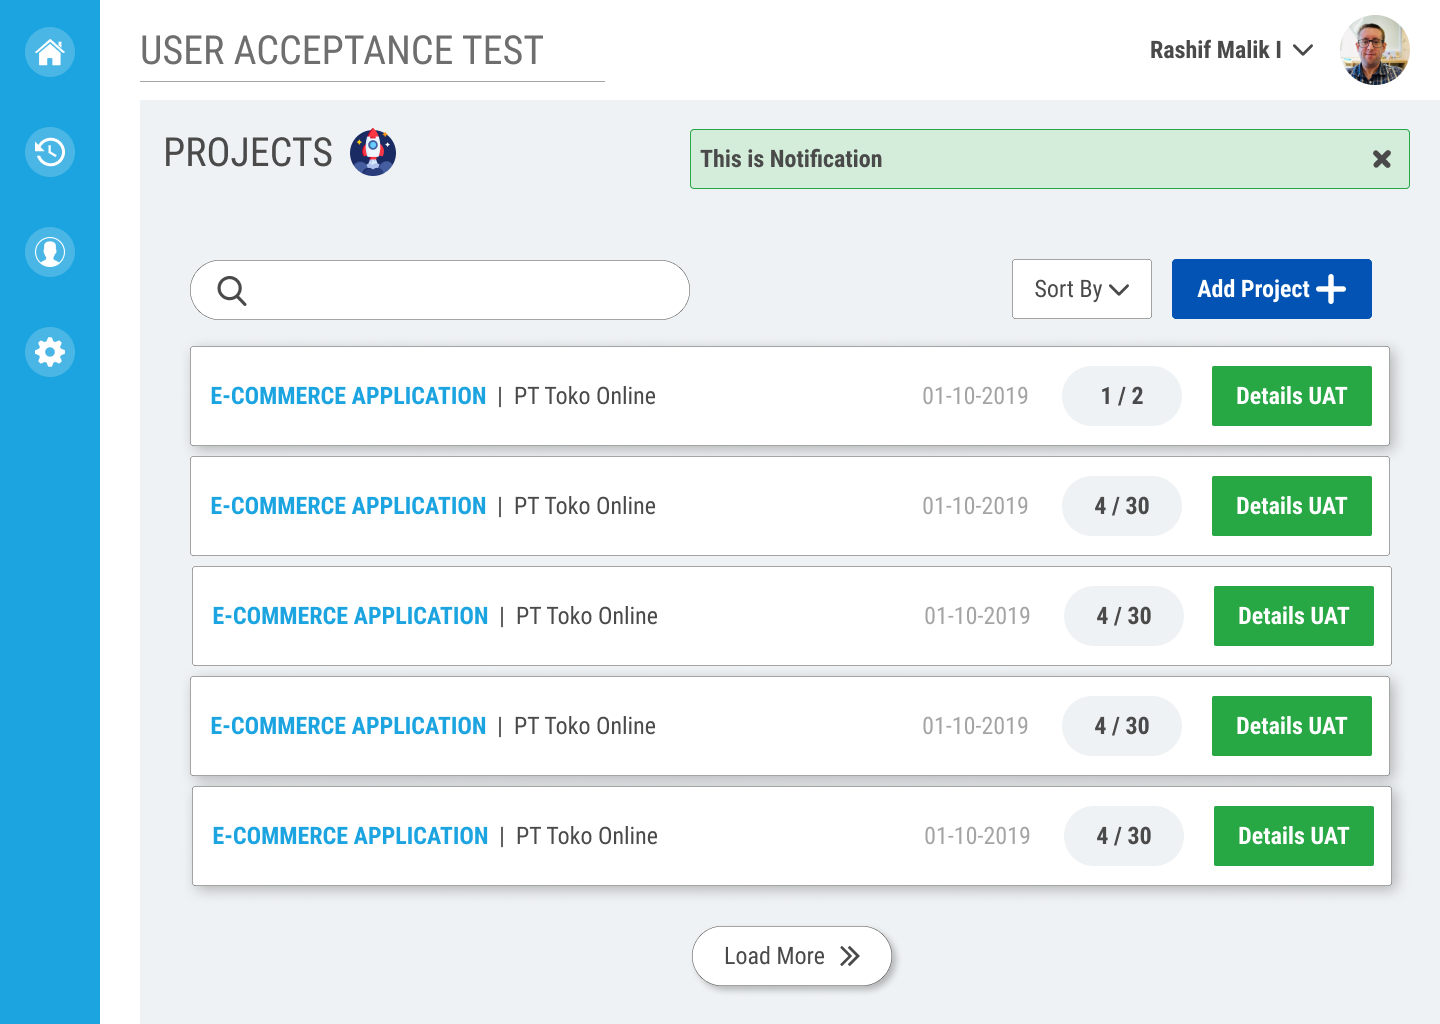 USER ACCEPTANCE TEST
Rashif Malik I
PROJECTS
This is Notification
Sort By
Add Project
E-COMMERCE APPLICATION | PT Toko Online 01-10-2019 1 / 2 Details UAT
E-COMMERCE APPLICATION | PT Toko Online 01-10-2019 4 / 30 Details UAT
E-COMMERCE APPLICATION | PT Toko Online 01-10-2019 4 / 30 Details UAT
E-COMMERCE APPLICATION | PT Toko Online 01-10-2019 4 / 30 Details UAT
E-COMMERCE APPLICATION | PT Toko Online 01-10-2019 4 / 30 Details UAT
Load More